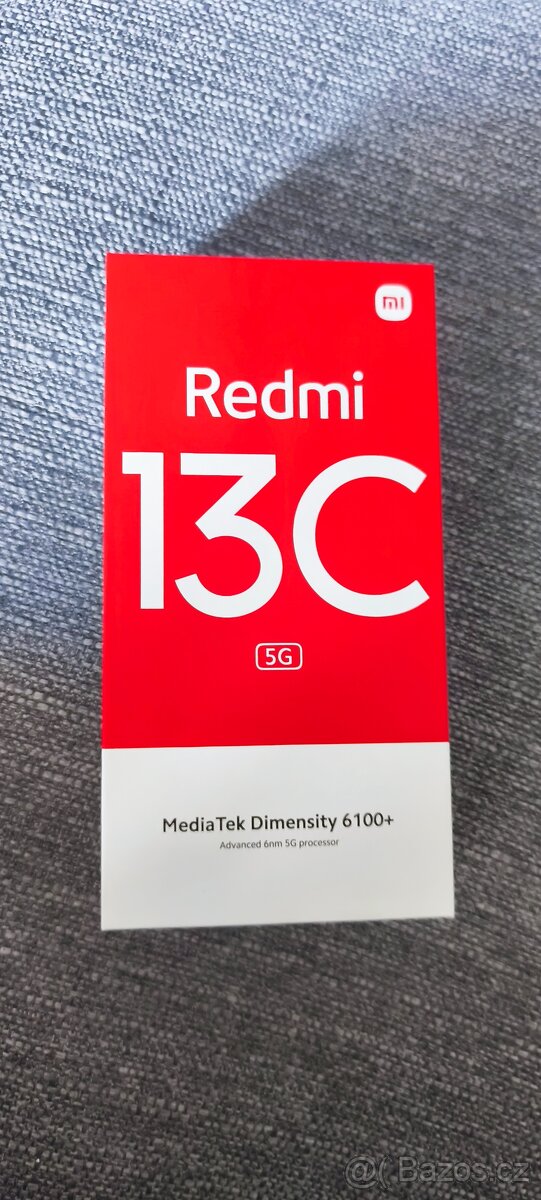 mi
Redmi
13C
5G
MediaTek Dimensity 6100+
Advanced 6nm 5G processor
@( Bazos.cz